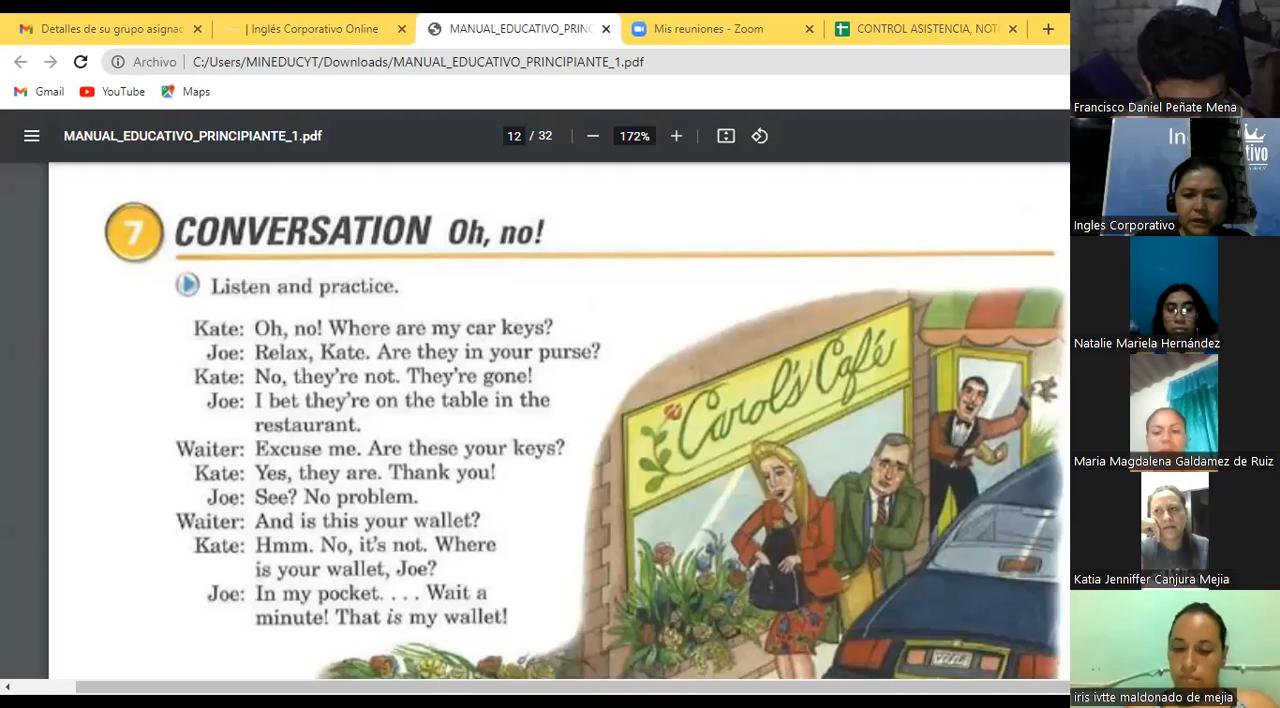 Detalles de su grupo asignac
| Inglés Corporativo Online
MANUAL_EDUCATIVO_PRINC
Mis reuniones - Zoom
CONTROL ASISTENCIA, NOT
Archivo
C:/Users/MINEDUCYT/Downloads/MANUAL_EDUCATIVO_PRINCIPIANTE_1.pdf
Gmail
YouTube
Maps
MANUAL_EDUCATIVO_PRINCIPIANTE_1.pdf
12 / 32
172%
7 CONVERSATION Oh, no!
Listen and practice.
Kate: Oh, no! Where are my car keys?
Joe: Relax, Kate. Are they in your purse?
Kate: No, they're not. They're gone!
Joe: I bet they're on the table in the
restaurant.
Waiter: Excuse me. Are these your keys?
Kate: Yes, they are. Thank you!
Joe: See? No problem.
Waiter: And is this your wallet?
Kate: Hmm. No, it's not. Where
is your wallet, Joe?
Joe: In my pocket. . . . Wait a
minute! That is my wallet!
Carol's Café
Francisco Daniel Peñate Mena
In
tivo
Ingles Corporativo
Natalie Mariela Hernández
Maria Magdalena Galdamez de Ruiz
Katia Jenniffer Canjura Mejia
iris ivtte maldonado de mejia